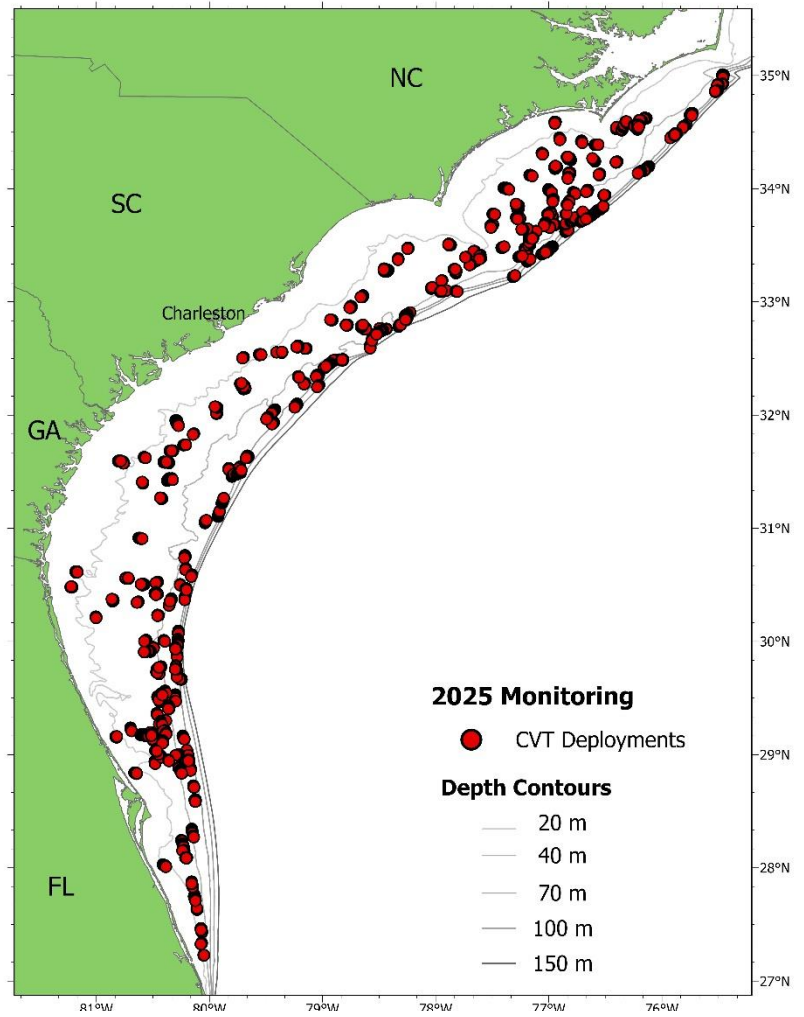 NC
35°N
SC
34°N
Charleston
33°N
32°N
GA
31°N
30°N
2025 Monitoring
CVT Deployments
29°N
Depth Contours
20 m
40 m
28°N
70 m
FL
100 m
150 m
27°N
81°W 80°W 79°W 78°W 77°W 76°W